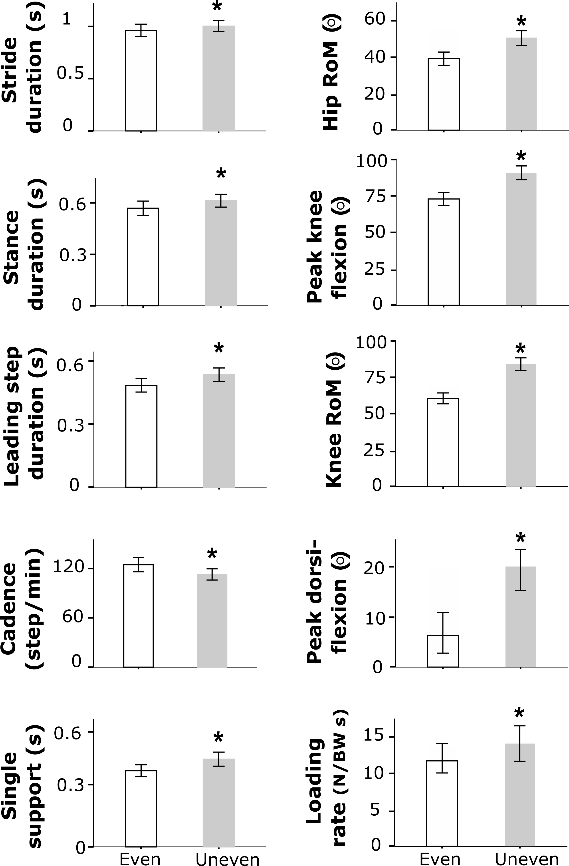 Stride
duration (s)
1
0.5
0
*
Hip RoM (º)
60
40
20
0
*
Stance
duration (s)
0.6
0.3
0
*
Peak knee
flexion (º)
100
75
50
25
0
*
Leading step
duration (s)
0.6
0.3
0
*
Knee RoM (º)
100
75
50
25
0
*
Cadence
(step/min)
120
60
0
*
Peak dorsi-
flexion (º)
20
10
0
*
Single
support (s)
0.6
0.3
0
*
Loading
rate (N/BW s)
15
10
5
0
*
Even Uneven
Even Uneven